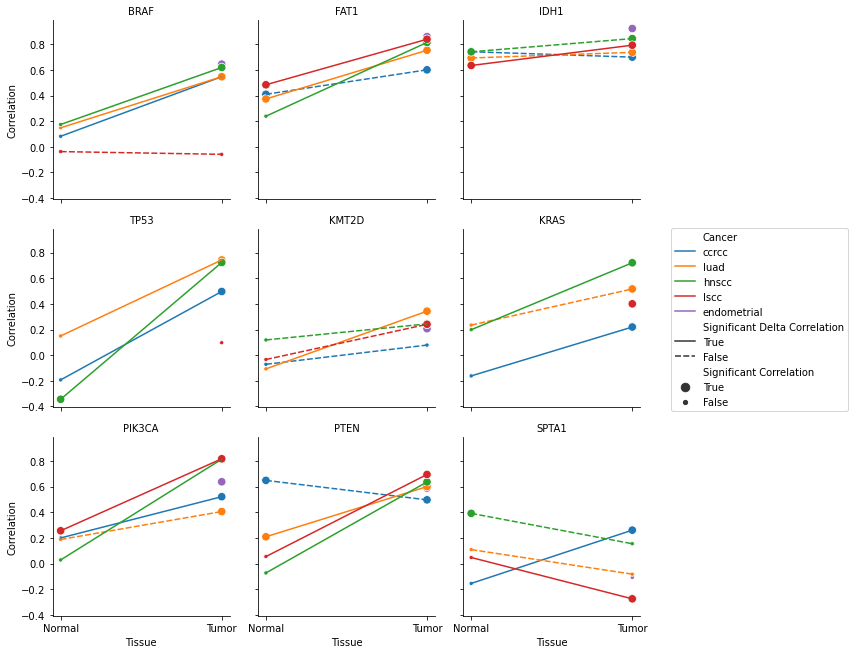 BRAF
FAT1
IDH1
0.8
0.6
0.4
0.2
0.0
−0.2
−0.4
Correlation
TP53
KMT2D
KRAS
0.8
0.6
0.4
0.2
0.0
−0.2
−0.4
Correlation
Cancer
ccrcc
luad
hnscc
lscc
endometrial
Significant Delta Correlation
True
False
Significant Correlation
True
False
PIK3CA
PTEN
SPTA1
0.8
0.6
0.4
0.2
0.0
−0.2
−0.4
Correlation
Normal Tumor Normal Tumor Normal Tumor
Tissue Tissue Tissue